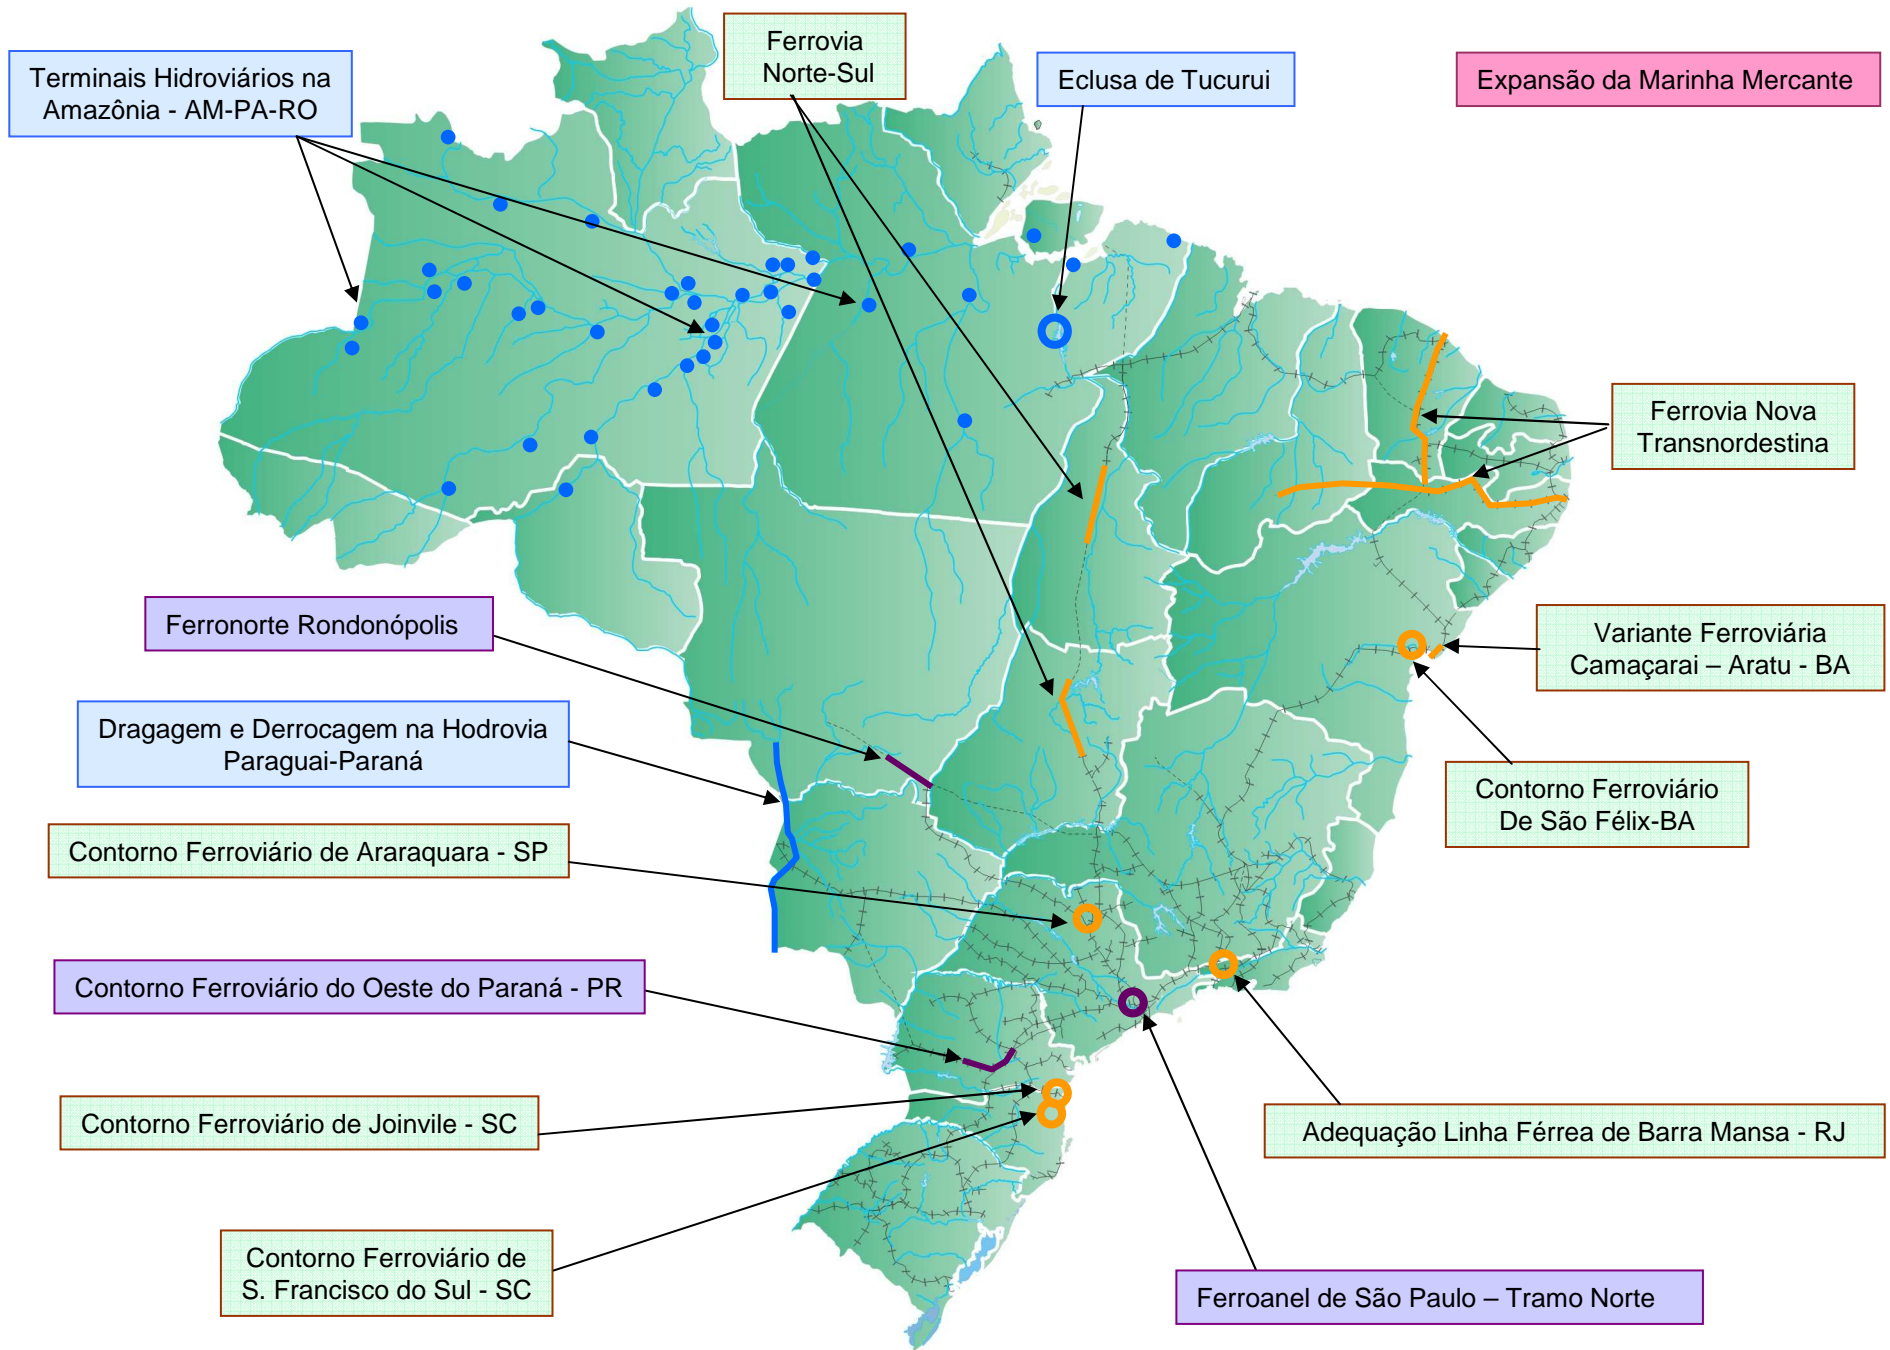 Ferrovia
Norte-Sul
Terminais Hidroviários na
Amazônia - AM-PA-RO
Eclusa de Tucurui
Expansão da Marinha Mercante
Ferrovia Nova
Transnordestina
Ferronorte Rondonópolis
Variante Ferroviária
Camaçarai – Aratu - BA
Dragagem e Derrocagem na Hodrovia
Paraguai-Paraná
Contorno Ferroviário
De São Félix-BA
Contorno Ferroviário de Araraquara - SP
Contorno Ferroviário do Oeste do Paraná - PR
Contorno Ferroviário de Joinvile - SC
Adequação Linha Férrea de Barra Mansa - RJ
Contorno Ferroviário de
S. Francisco do Sul - SC
Ferroanel de São Paulo – Tramo Norte